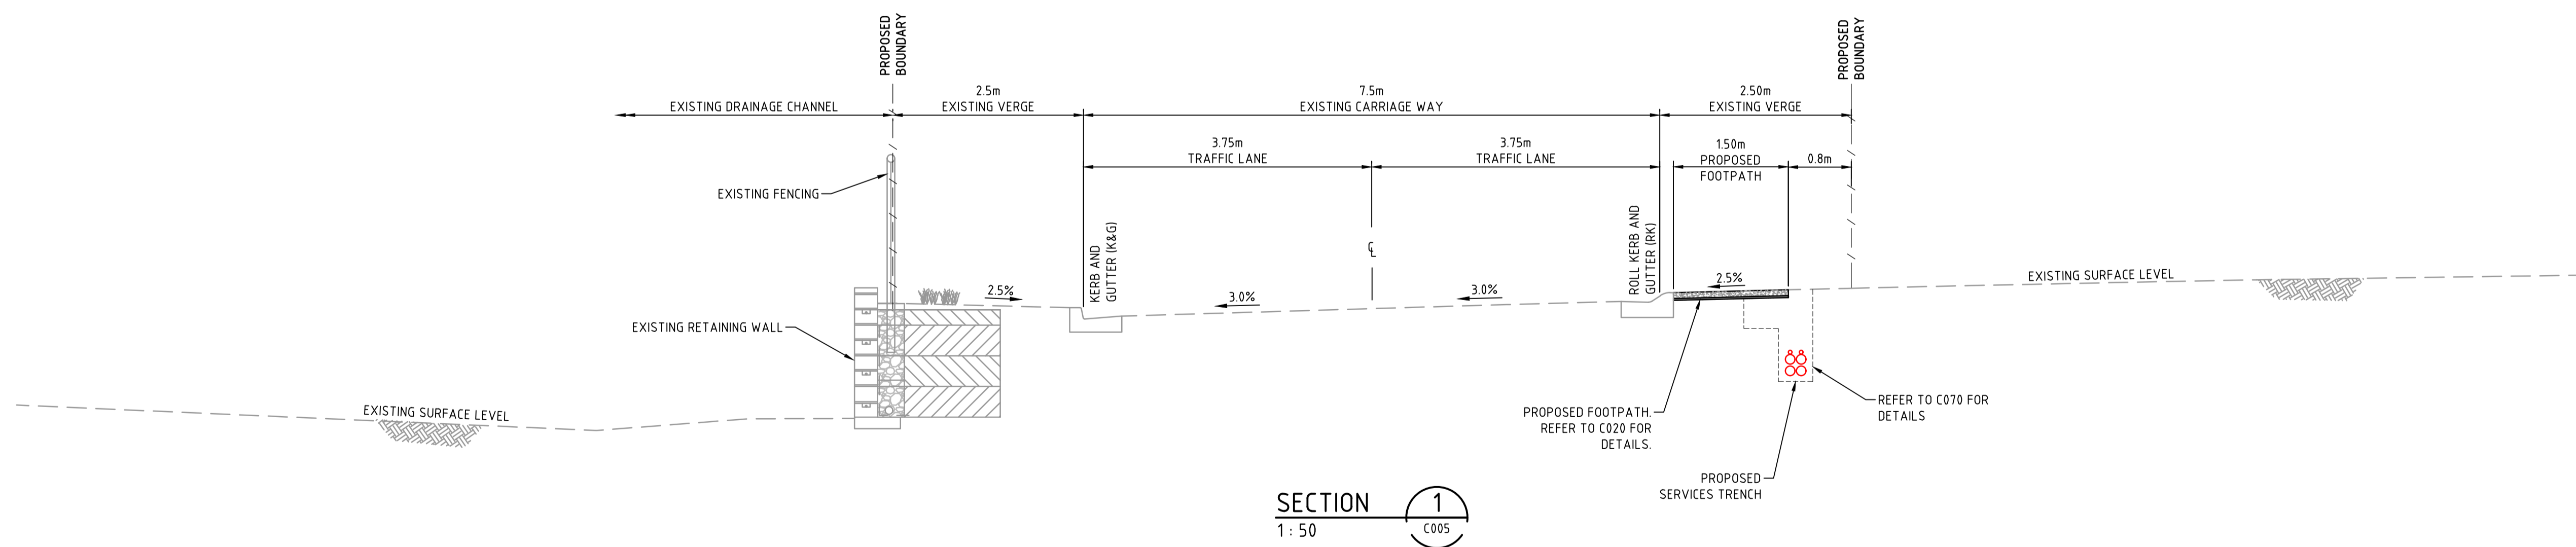 PROPOSED
BOUNDARY
PROPOSED
BOUNDARY
EXISTING DRAINAGE CHANNEL
2.5m
EXISTING VERGE
7.5m
EXISTING CARRIAGE WAY
2.50m
EXISTING VERGE
3.75m
TRAFFIC LANE
3.75m
TRAFFIC LANE
1.50m
PROPOSED
FOOTPATH
0.8m
EXISTING FENCING
KERB AND
GUTTER (K&G)
℄
ROLL KERB AND
GUTTER (RK)
2.5%
3.0%
3.0%
2.5%
EXISTING SURFACE LEVEL
EXISTING RETAINING WALL
EXISTING SURFACE LEVEL
PROPOSED FOOTPATH.
REFER TO C020 FOR
DETAILS.
REFER TO C070 FOR
DETAILS
PROPOSED
SERVICES TRENCH
SECTION 1
1 : 50 C005